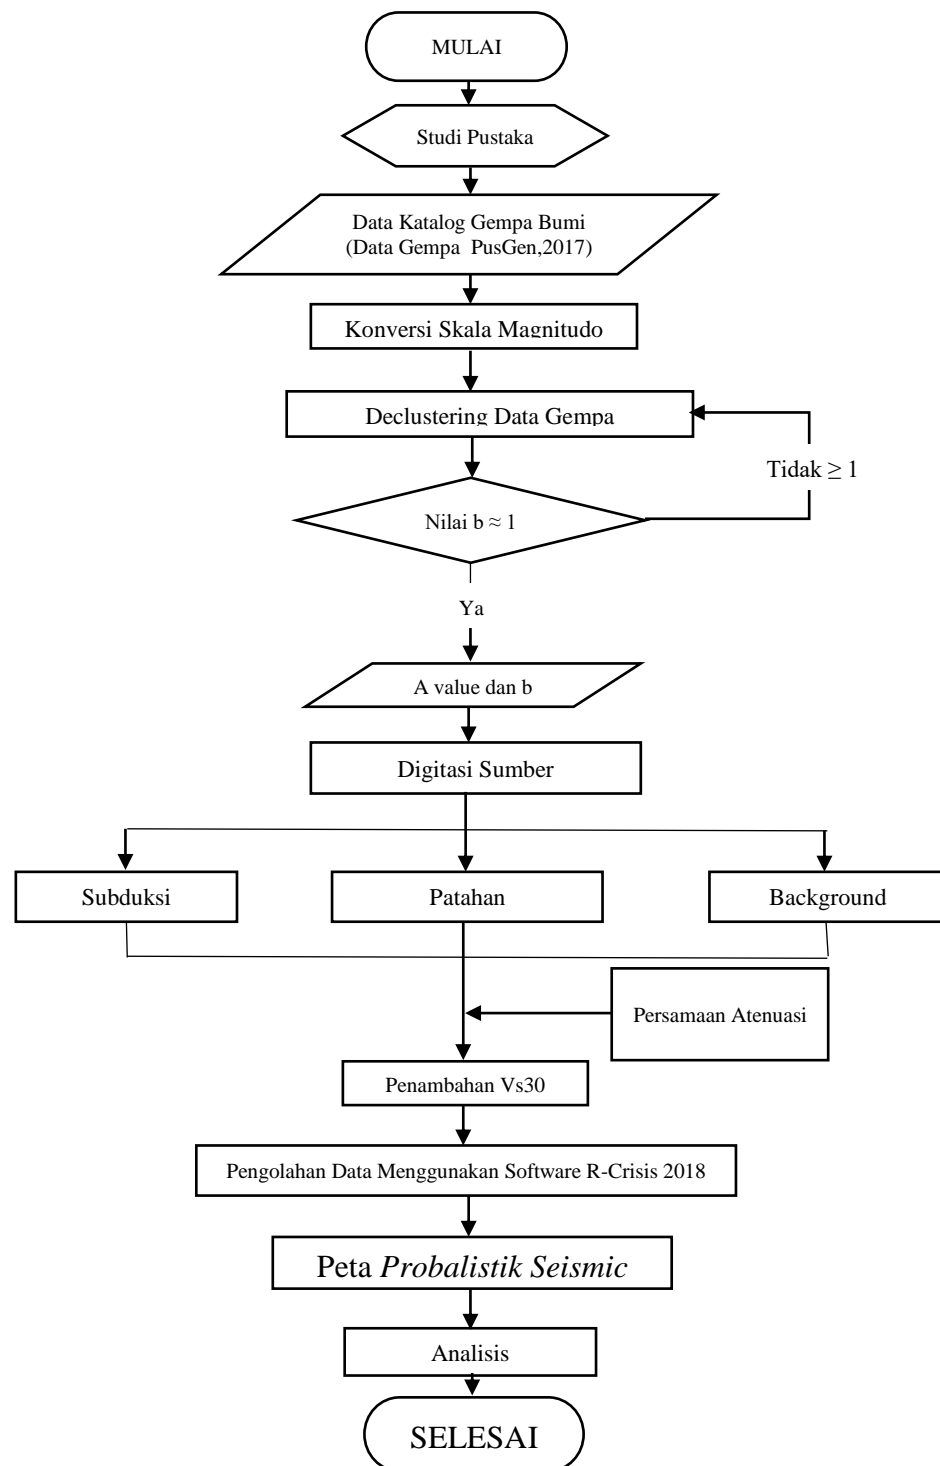 MULAI
Studi Pustaka
Data Katalog Gempa Bumi
(Data Gempa PusGen,2017)
Konversi Skala Magnitudo
Declustering Data Gempa
Tidak ≥ 1
Nilai b ≈ 1
Ya
A value dan b
Digitasi Sumber
Subduksi
Patahan
Background
Persamaan Atenuasi
Penambahan Vs30
Pengolahan Data Menggunakan Software R-Crisis 2018
Peta Probalistik Seismic
Analisis
SELESAI